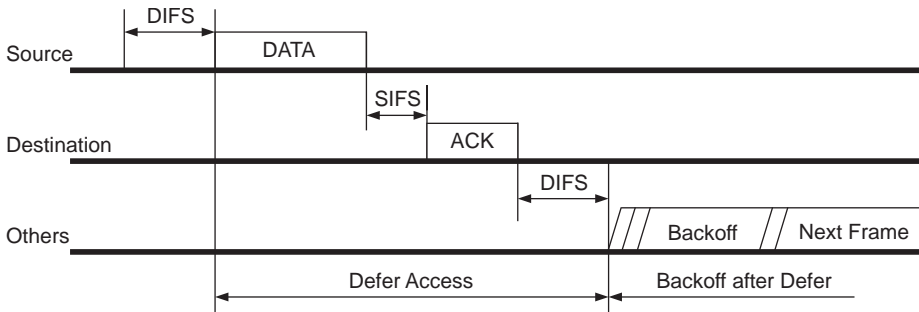 DIFS
Source
DATA
SIFS
Destination
ACK
DIFS
Others
Backoff
Next Frame
Defer Access
Backoff after Defer